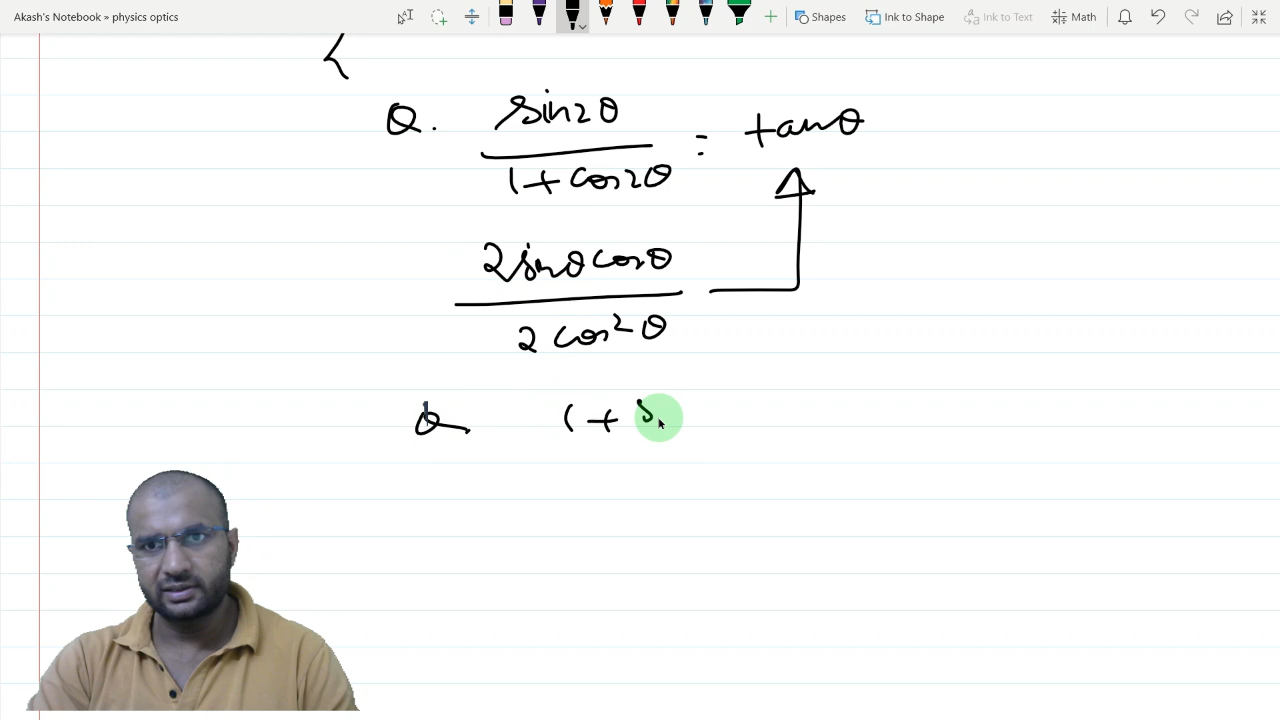 Akash's Notebook » physics optics
Shapes Ink to Shape Ink to Text Math
Q. sin2θ / 1 + cos2θ = tanθ
2sinθcosθ / 2cos²θ
Q 1 + s